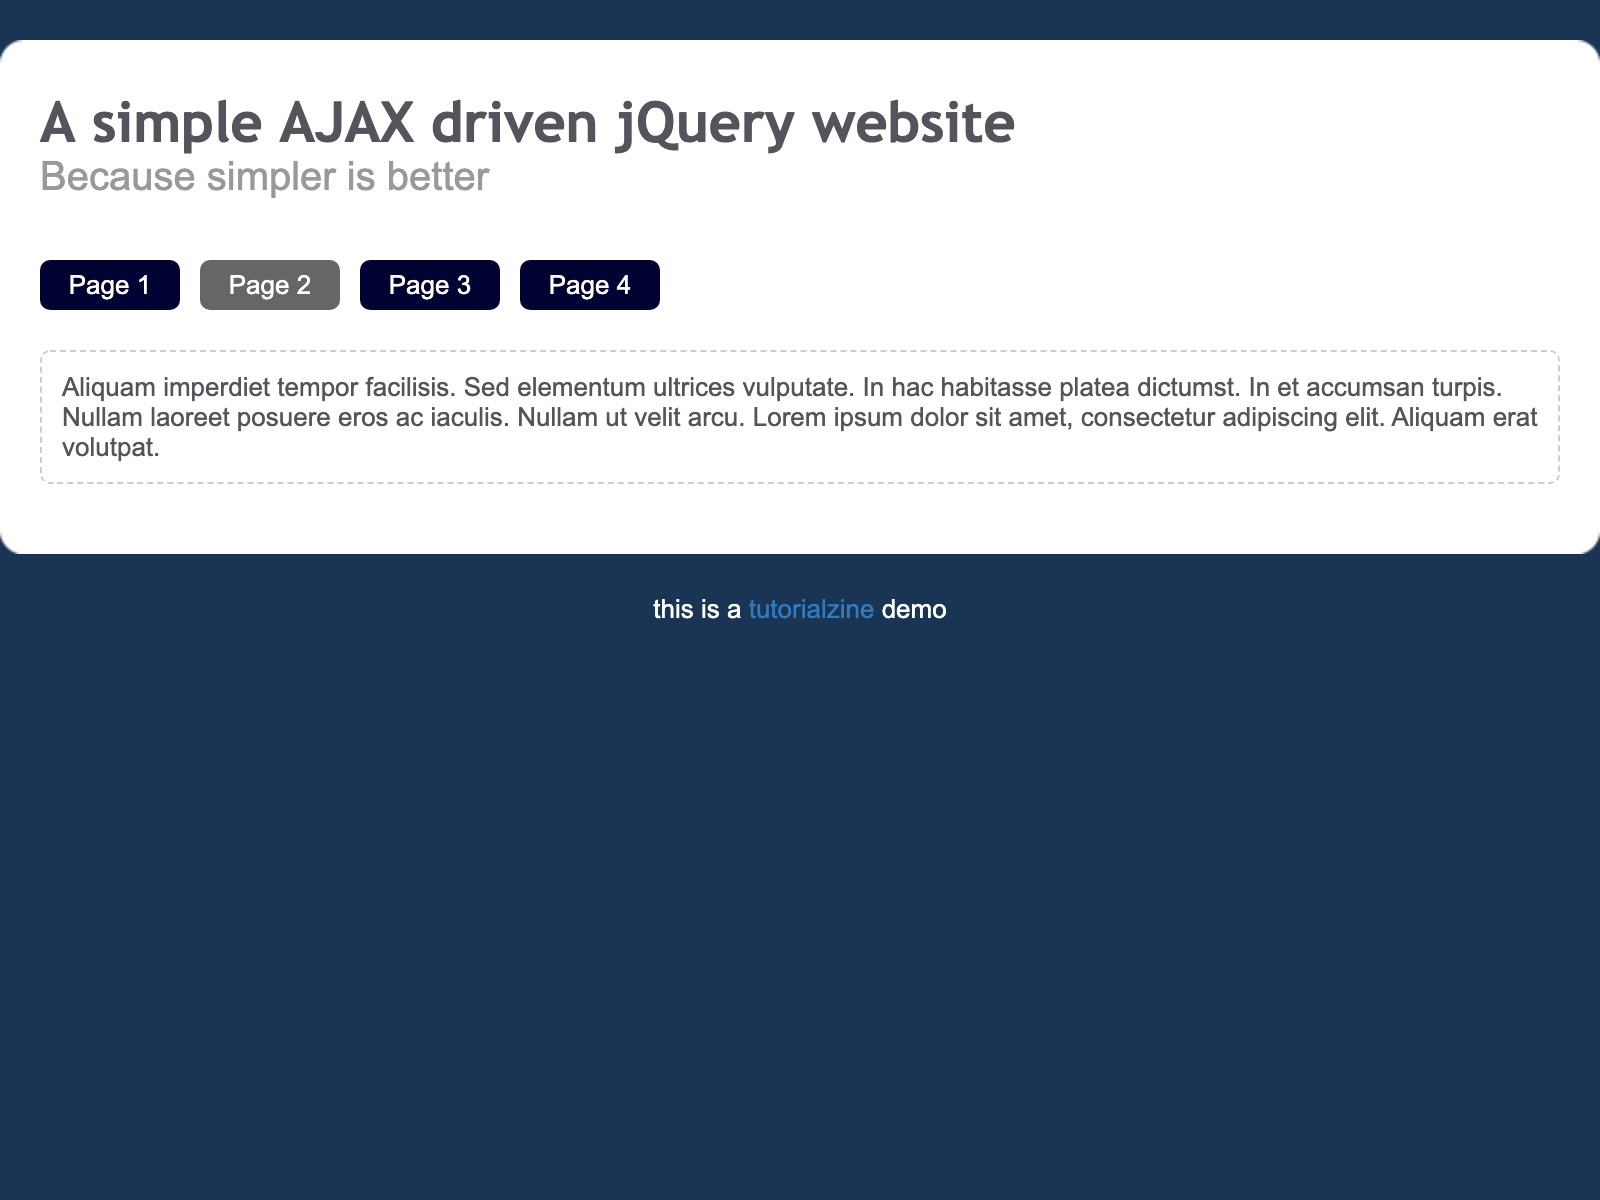 A simple AJAX driven jQuery website
Because simpler is better
Page 1 Page 2 Page 3 Page 4
Aliquam imperdiet tempor facilisis. Sed elementum ultrices vulputate. In hac habitasse platea dictumst. In et accumsan turpis.
Nullam laoreet posuere eros ac iaculis. Nullam ut velit arcu. Lorem ipsum dolor sit amet, consectetur adipiscing elit. Aliquam erat
volutpat.
this is a tutorialzine demo